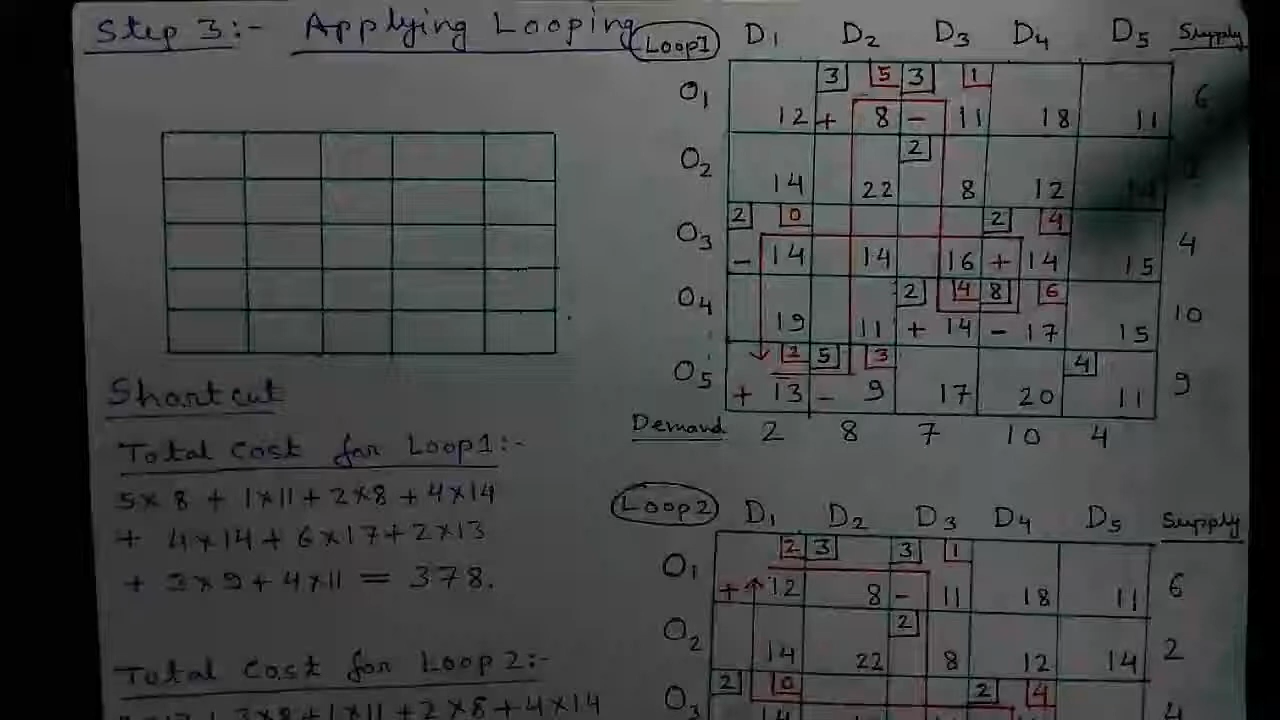 Step 3:- Applying Looping
Shortcut
Total Cost for Loop1:-
5×8 + 1×11 + 2×8 + 4×14
+ 4×14 + 6×17 + 2×13
+ 3×9 + 4×11 = 378.
Total Cost for Loop 2:-
Loop1 D1 D2 D3 D4 D5 Supply
3 5 3 1
O1 12 + 8 - 11 18 11 6
2
O2 14 22 8 12
2 0 2 4
O3 - 14 14 16 + 14 15 4
2 4 8 6
O4 19 11 + 14 - 17 15 10
2 5 3 4
O5 + 13 - 9 17 20 11 9
Demand 2 8 7 10 4
Loop2 D1 D2 D3 D4 D5 Supply
2 3 3 1
O1 + 12 8 - 11 18 11 6
2
O2 14 22 8 12 14 2
2 0 2 4
O3 4